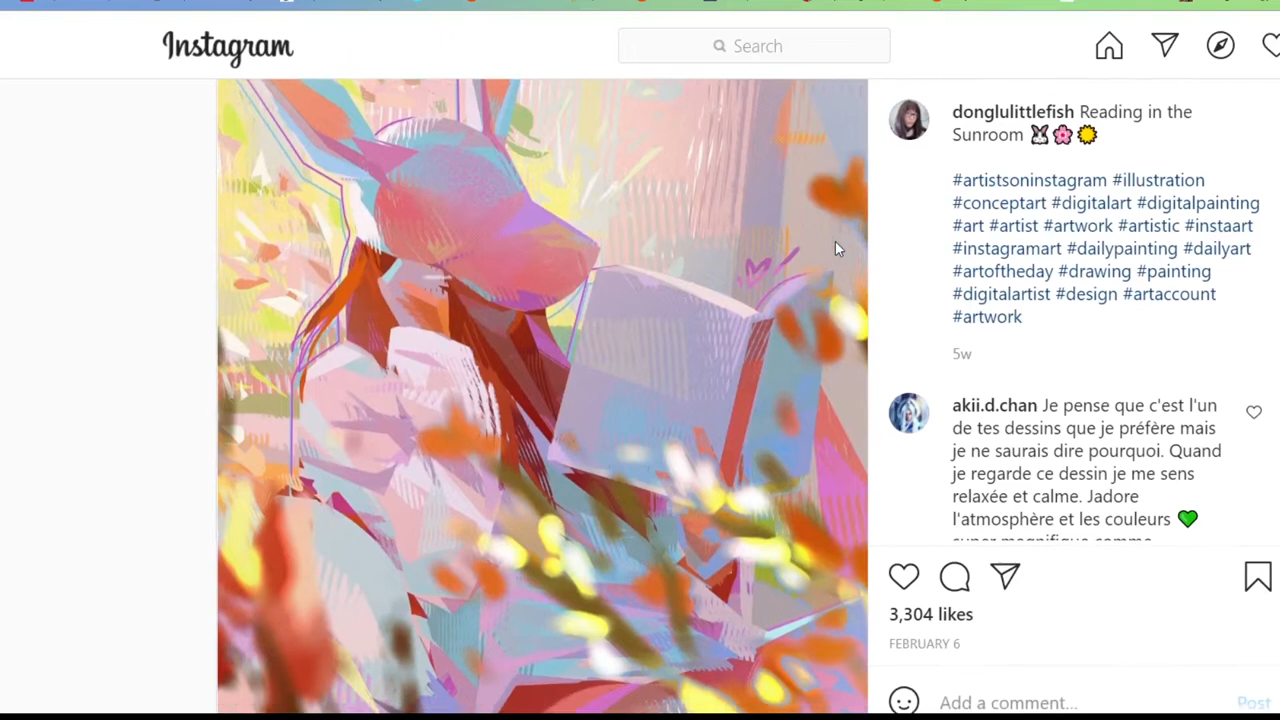 Instagram
Search
donglulittlefish Reading in the
Sunroom 🐰🌸🌞
#artistsoninstagram #illustration
#conceptart #digitalart #digitalpainting
#art #artist #artwork #artistic #instaart
#instagramart #dailypainting #dailyart
#artoftheday #drawing #painting
#digitalartist #design #artaccount
#artwork
5w
akii.d.chan Je pense que c'est l'un
de tes dessins que je préfère mais
je ne saurais dire pourquoi. Quand
je regarde ce dessin je me sens
relaxée et calme. Jadore
l'atmosphère et les couleurs 💚
super magnifique comme
3,304 likes
FEBRUARY 6
Add a comment...
Post